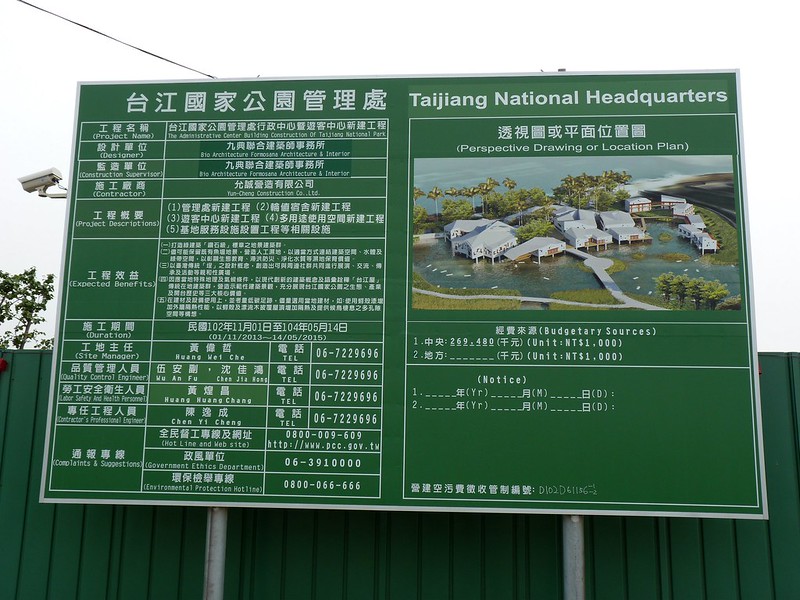 台江國家公園管理處
Taijiang National Headquarters
工程名稱
(Project Name)
台江國家公園管理處行政中心暨遊客中心新建工程
The Administrative Center Building Construction Of Taijiang National Park
設計單位
(Designer)
九典聯合建築師事務所
Bio Architecture Formosana Architecture & Interior
監造單位
(Construction Supervisor)
九典聯合建築師事務所
Bio Architecture Formosana Architecture & Interior
施工廠商
(Contractor)
允誠營造有限公司
Yun-Cheng Construction Co.,Ltd.
工程概要
(Project Descriptions)
(1)管理處新建工程 (2)輪值宿舍新建工程
(3)遊客中心新建工程 (4)多用途使用空間新建工程
(5)基地服務設施設置工程等相關設施
工程效益
(Expected Benefits)
施工期間
(Duration)
民國102年11月01日至104年05月14日
(01/11/2013~14/05/2015)
工地主任
(Site Manager)
黃偉哲
Huang Wei Che
電話
TEL
06-7229696
品質管理人員
(Quality Control Engineer)
伍安副，沈佳鴻
Wu An Fu Chen Jia Hong
電話
TEL
06-7229696
勞工安全衛生人員
(Labor Safety And Health Personnel)
黃煌昌
Huang Huang Chang
電話
TEL
06-7229696
專任工程人員
(Contractor's Professional Engineer)
陳逸成
Chen Yi Cheng
電話
TEL
06-7229696
通報專線
(Complaints & Suggestions)
全民督工專線及網址
(Hot Line and Web site)
0800-009-609
http://www.pcc.gov.tw
政風單位
(Government Ethics Department)
06-3910000
環保檢舉專線
(Environmental Protection Hotline)
0800-066-666
透視圖或平面位置圖
(Perspective Drawing or Location Plan)
經費來源(Budgetary Sources)
1.中央:269,480(千元)(Unit:NT$1,000)
2.地方:_______(千元)(Unit:NT$1,000)
(Notice)
1._____年(Yr)_____月(M)_____日(D):
2._____年(Yr)_____月(M)_____日(D):
營建空污費徵收管制編號: